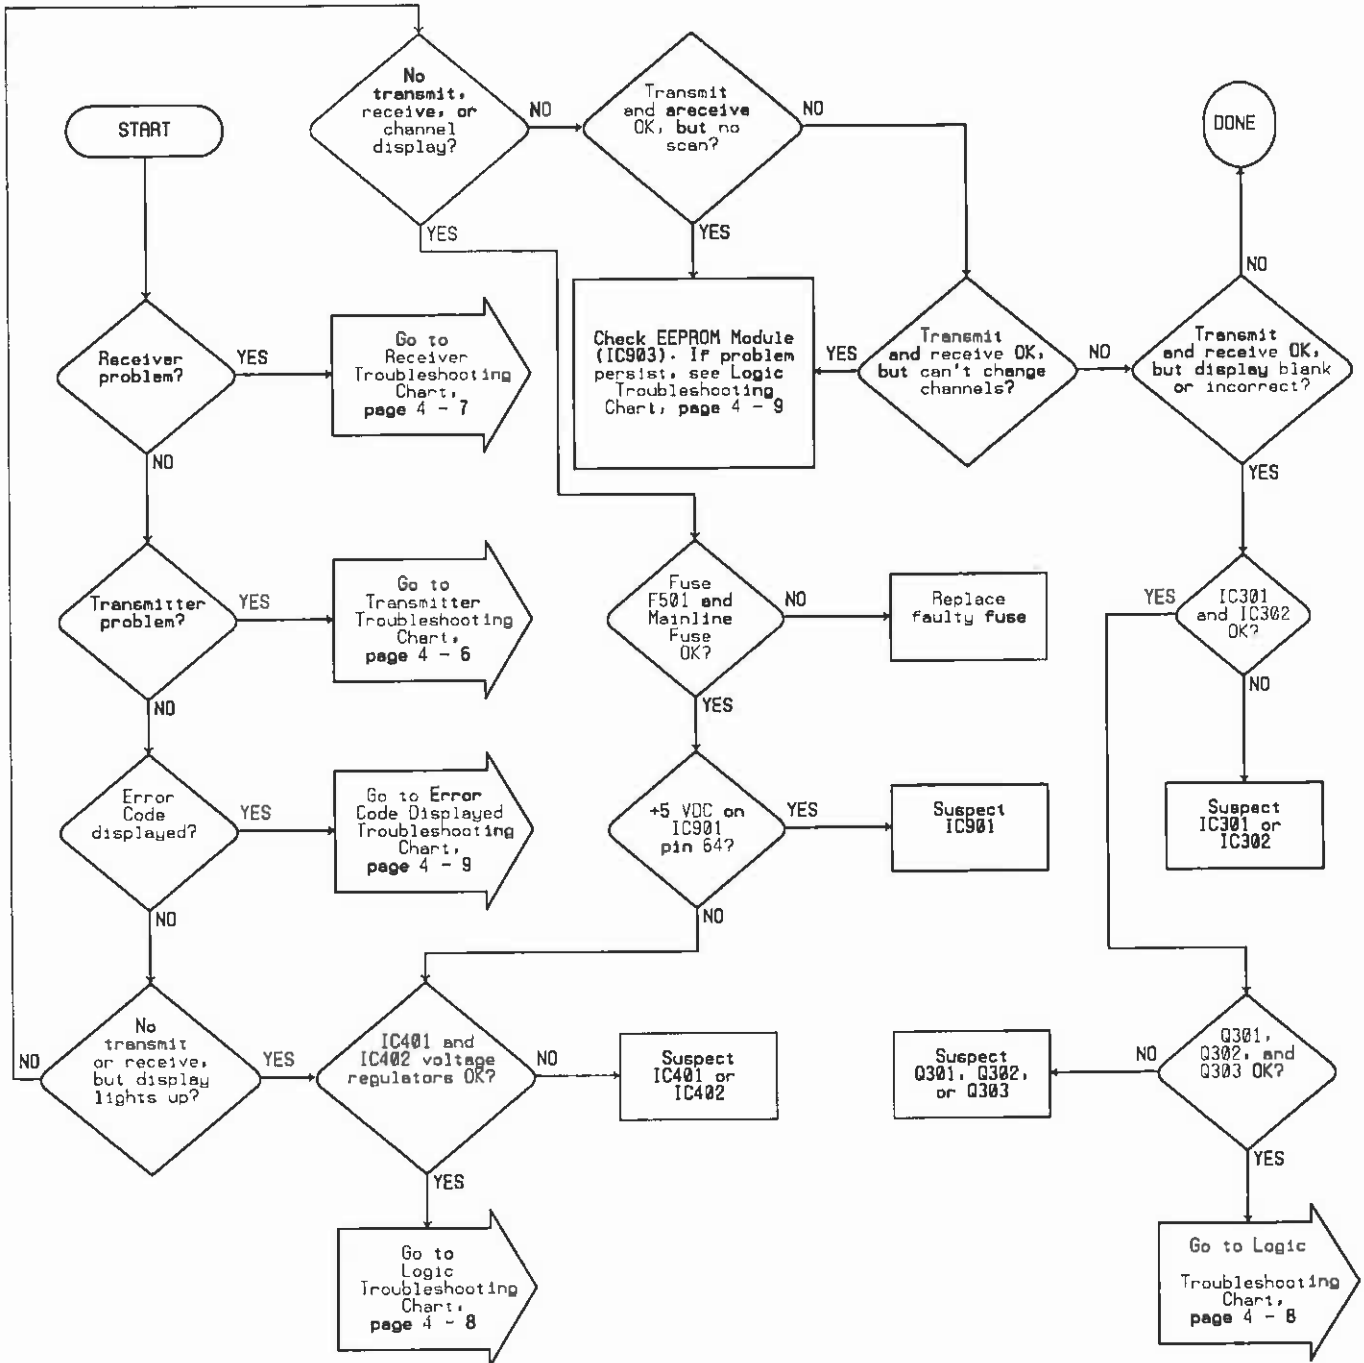 START
No
transmit,
receive, or
channel
display?
NO
YES
Transmit
and areceive
OK, but no
scan?
NO
YES
DONE
NO
Receiver
problem?
YES
NO
Go to
Receiver
Troubleshooting
Chart,
page 4 - 7
Check EEPROM Module
(IC903). If problem
persist, see Logic
Troubleshooting
Chart, page 4 - 9
YES
Transmit
and receive OK,
but can't change
channels?
NO
Transmit
and receive OK,
but display blank
or incorrect?
YES
Transmitter
problem?
YES
NO
Go to
Transmitter
Troubleshooting
Chart,
page 4 - 6
Fuse
F501 and
Mainline
Fuse
OK?
NO
YES
Replace
faulty fuse
YES
IC301
and IC302
OK?
NO
Error
Code
displayed?
YES
NO
Go to Error
Code Displayed
Troubleshooting
Chart,
page 4 - 9
+5 VDC on
IC901
pin 64?
YES
NO
Suspect
IC901
Suspect
IC301 or
IC302
NO
No
transmit
or receive,
but display
lights up?
YES
IC401 and
IC402 voltage
regulators OK?
NO
YES
Suspect
IC401 or
IC402
Suspect
Q301, Q302,
or Q303
NO
Q301,
Q302, and
Q303 OK?
YES
Go to
Logic
Troubleshooting
Chart,
page 4 - 8
Go to Logic
Troubleshooting
Chart,
page 4 - 8